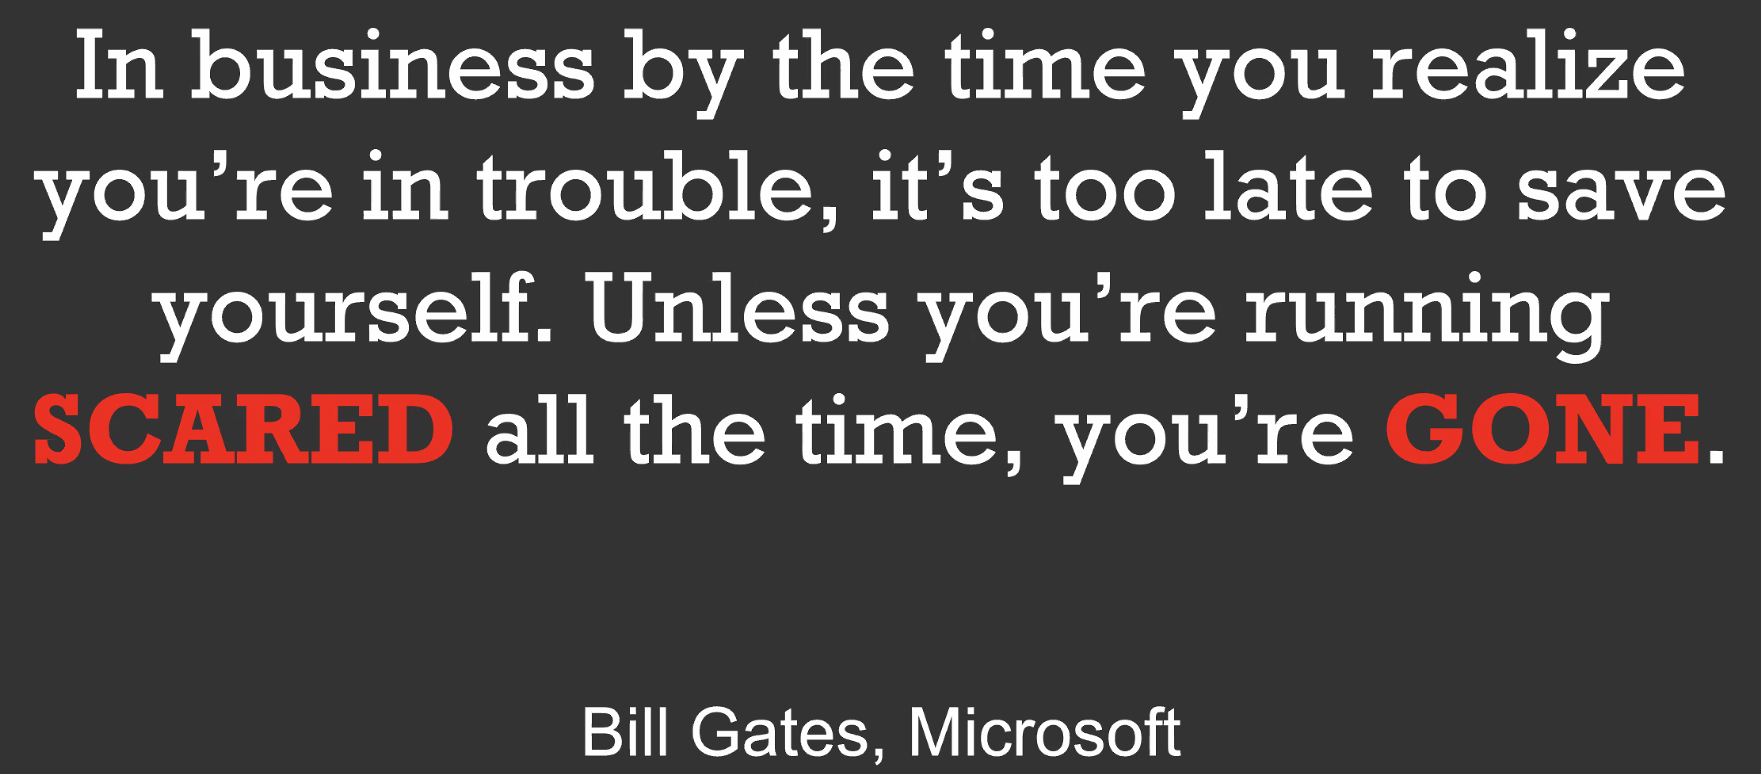 In business by the time you realize
you’re in trouble, it’s too late to save
yourself. Unless you’re running
SCARED all the time, you’re GONE.
Bill Gates, Microsoft